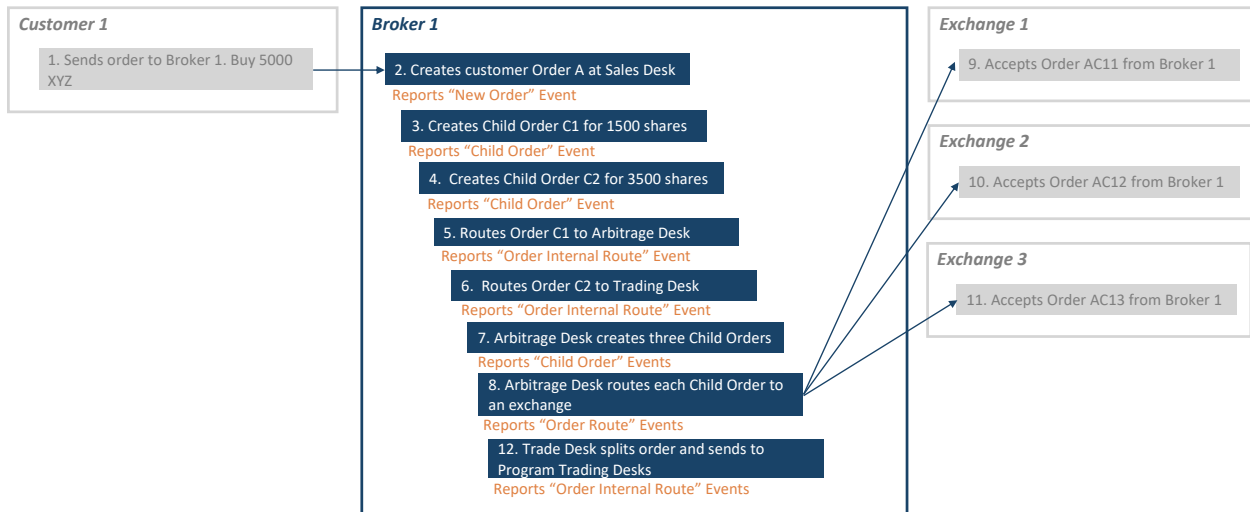 Customer 1
1. Sends order to Broker 1. Buy 5000
XYZ
Broker 1
2. Creates customer Order A at Sales Desk
Reports “New Order” Event
3. Creates Child Order C1 for 1500 shares
Reports “Child Order” Event
4. Creates Child Order C2 for 3500 shares
Reports “Child Order” Event
5. Routes Order C1 to Arbitrage Desk
Reports “Order Internal Route” Event
6. Routes Order C2 to Trading Desk
Reports “Order Internal Route” Event
7. Arbitrage Desk creates three Child Orders
Reports “Child Order” Events
8. Arbitrage Desk routes each Child Order to
an exchange
Reports “Order Route” Events
12. Trade Desk splits order and sends to
Program Trading Desks
Reports “Order Internal Route” Events
Exchange 1
9. Accepts Order AC11 from Broker 1
Exchange 2
10. Accepts Order AC12 from Broker 1
Exchange 3
11. Accepts Order AC13 from Broker 1